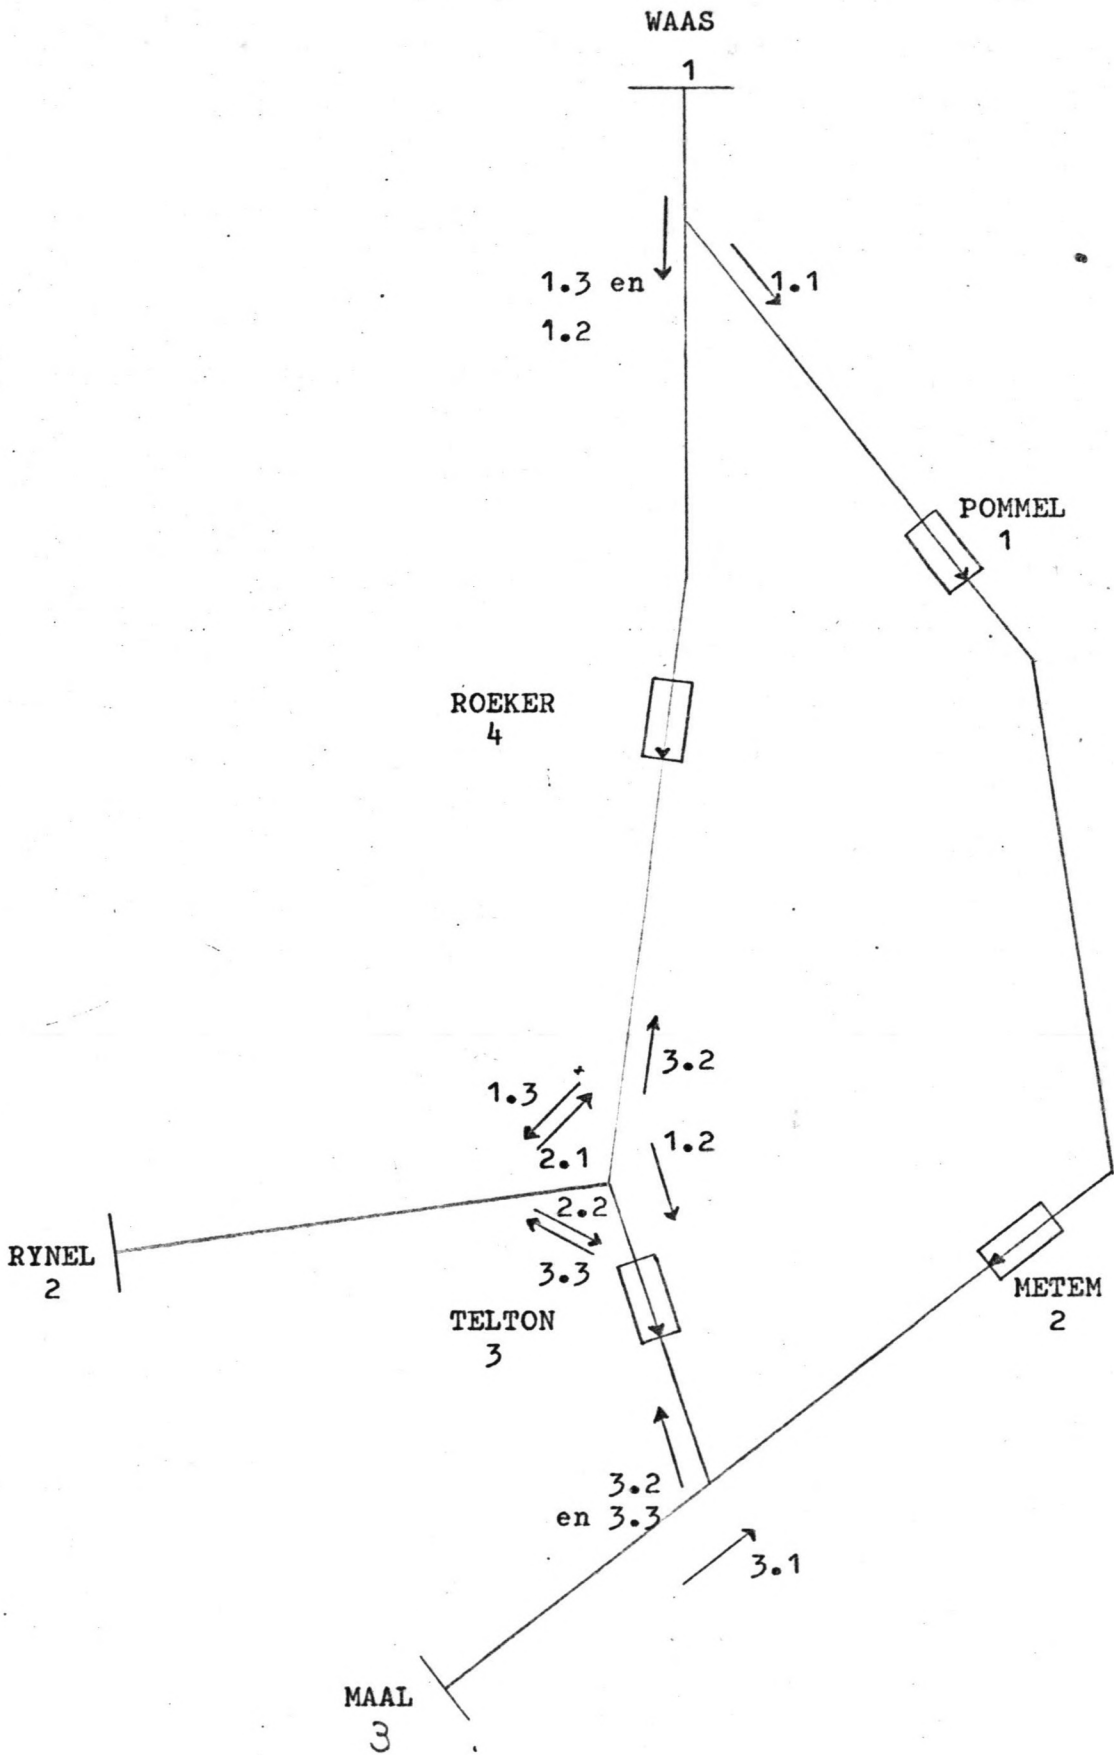 WAAS
1
1.3 en
1.2
1.1
POMMEL
1
ROEKER
4
3.2
1.3
1.2
2.1
2.2
RYNEL
2
3.3
METEM
2
TELTON
3
3.2
en 3.3
3.1
MAAL
3